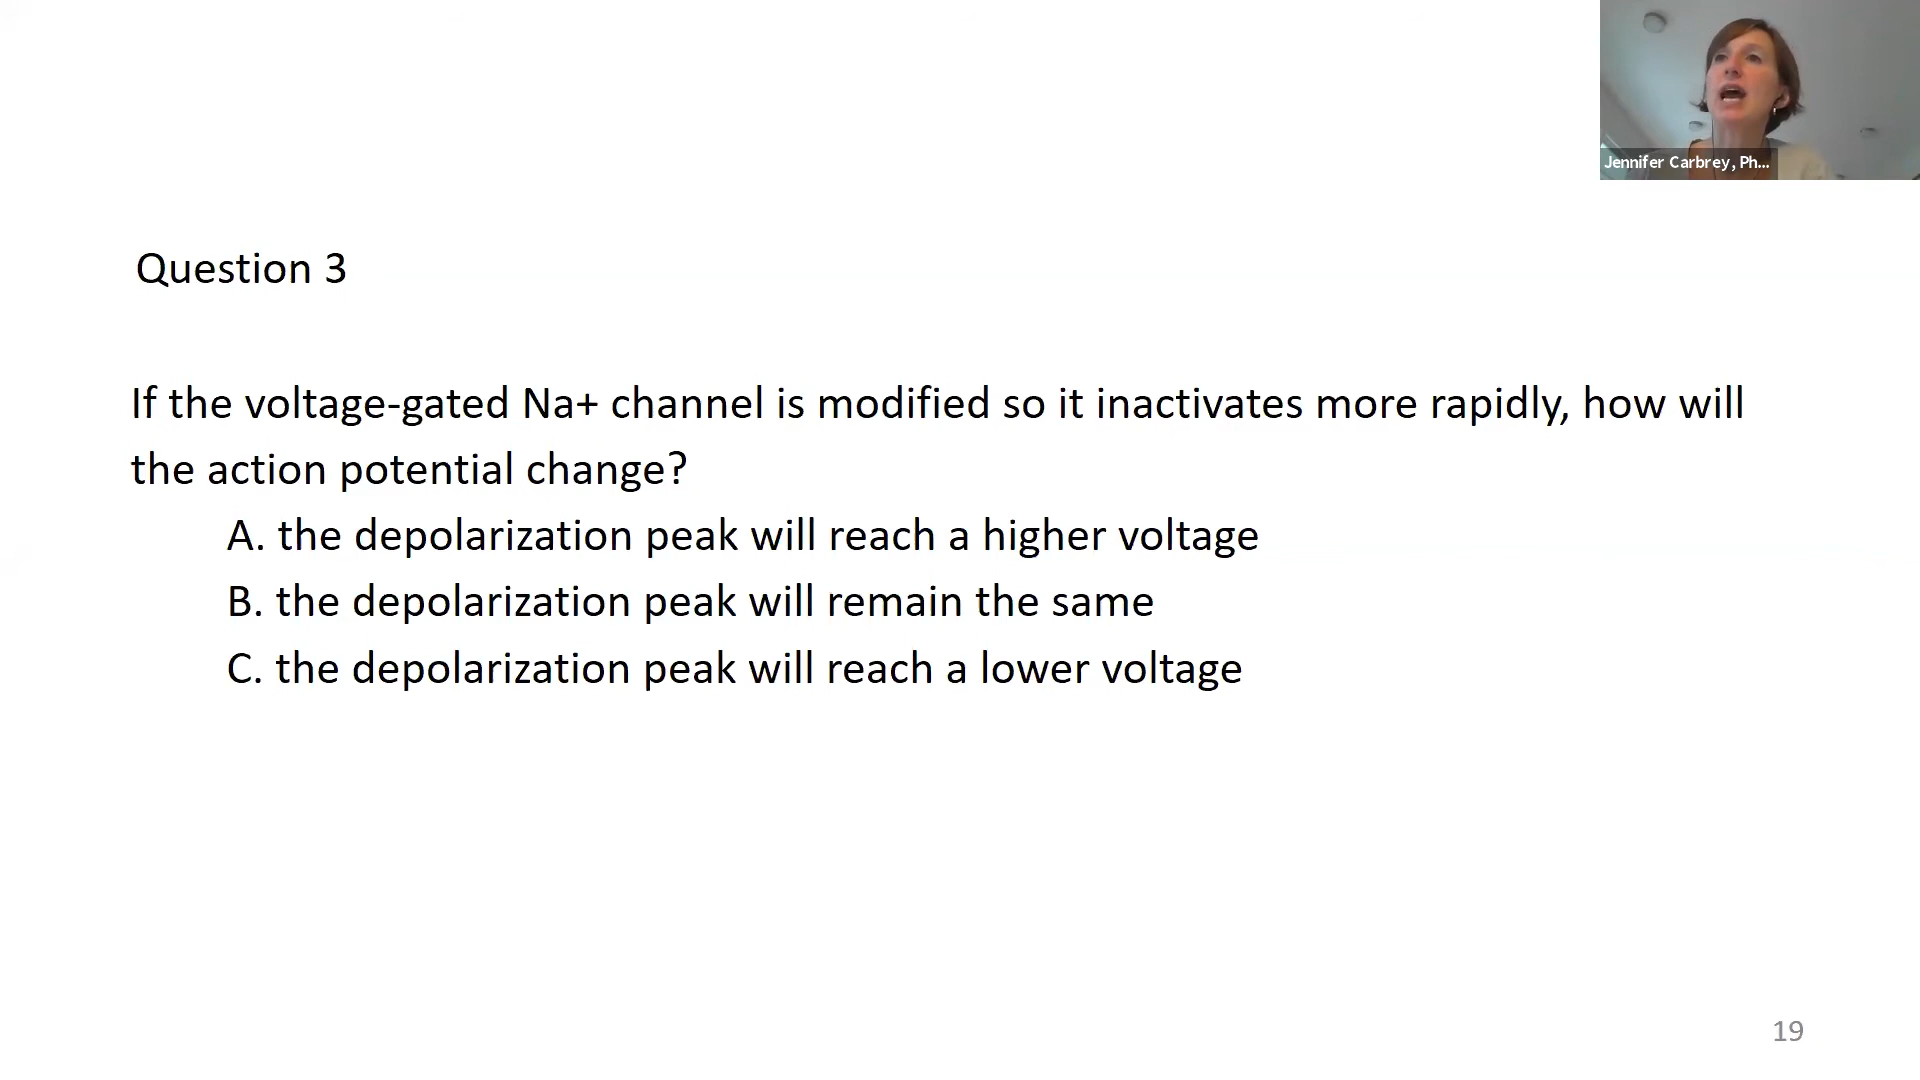 Jennifer Carbrey, Ph...
Question 3
If the voltage-gated Na+ channel is modified so it inactivates more rapidly, how will
the action potential change?
A. the depolarization peak will reach a higher voltage
B. the depolarization peak will remain the same
C. the depolarization peak will reach a lower voltage
19